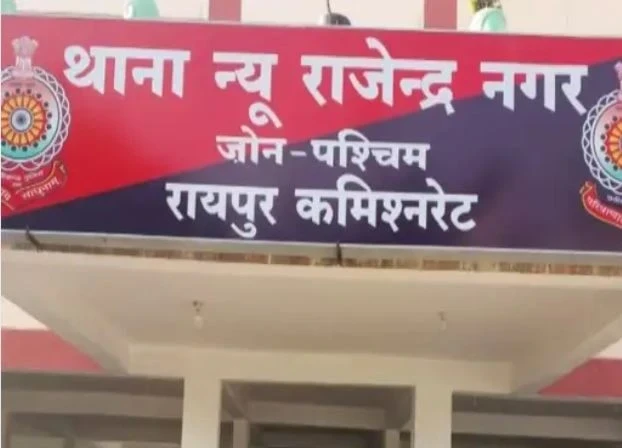 थाना न्यू राजेन्द्र नगर
ज़ोन-पश्चिम
रायपुर कमिश्नरेट